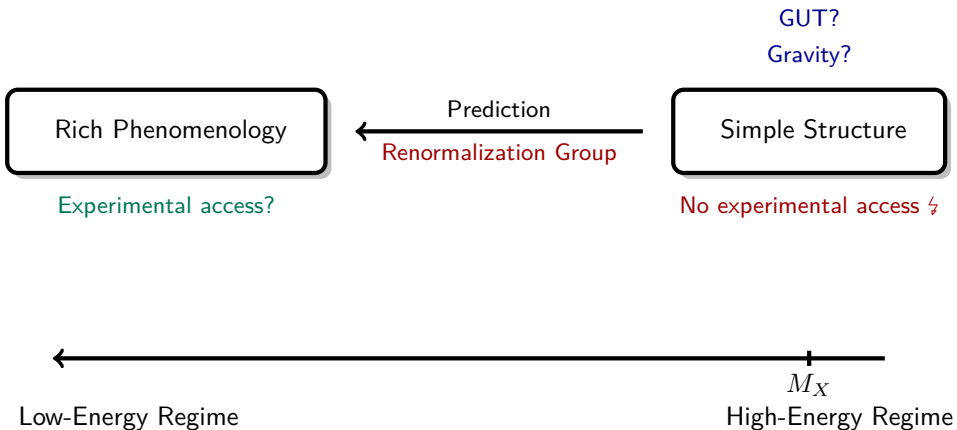 GUT?
Gravity?
Rich Phenomenology
Prediction
Renormalization Group
Simple Structure
Experimental access?
No experimental access ↯
M_X
Low-Energy Regime
High-Energy Regime